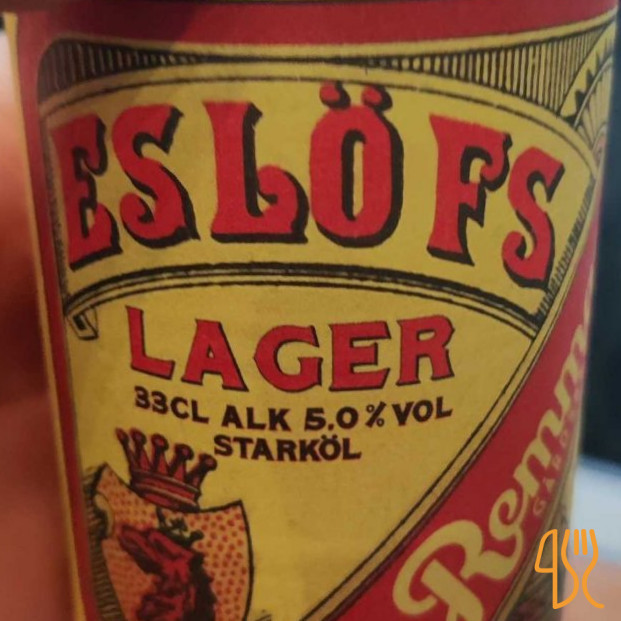 ESLÖFS
LAGER
33CL ALK 5.0% VOL
STARKÖL